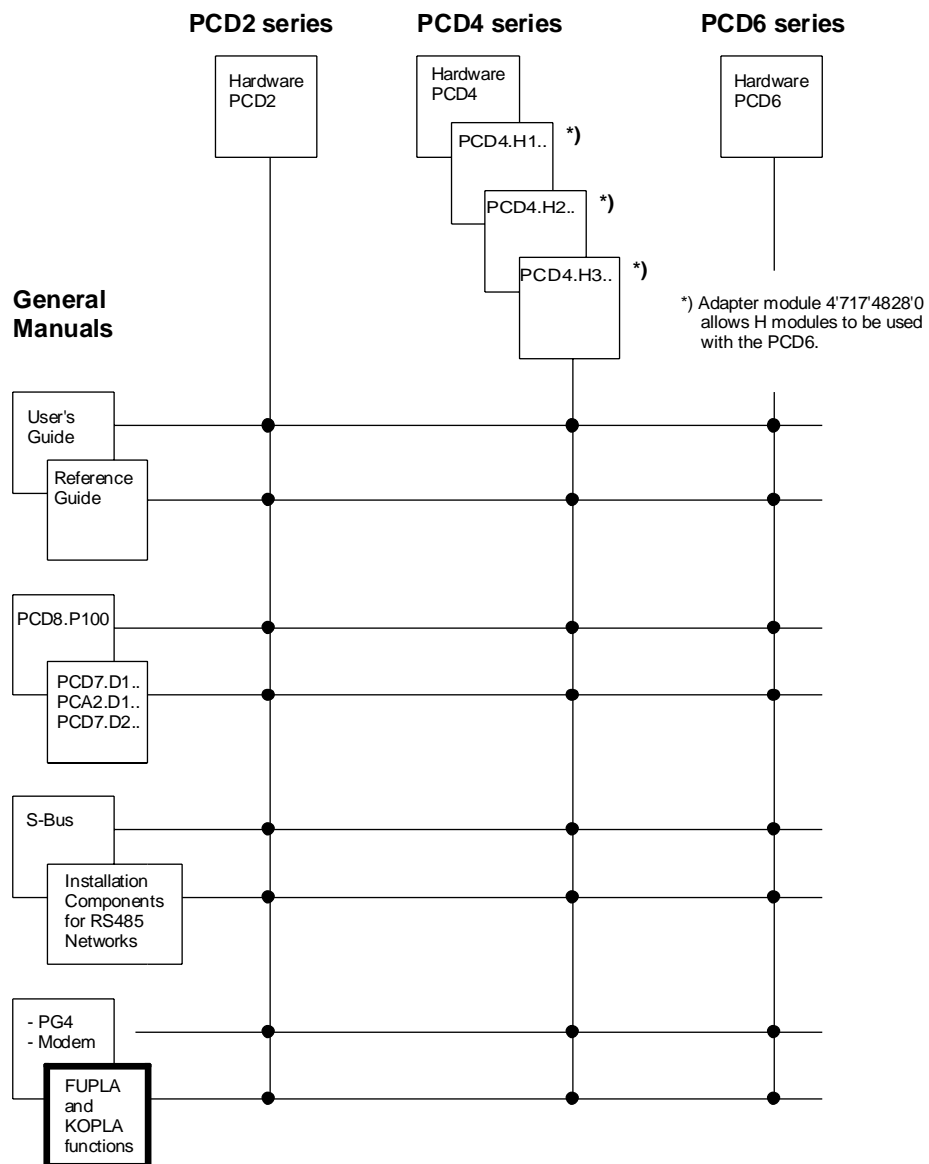 PCD2 series
PCD4 series
PCD6 series
Hardware
PCD2
Hardware
PCD4
PCD4.H1..
*)
PCD4.H2..
*)
PCD4.H3..
*)
Hardware
PCD6
*) Adapter module 4'717'4828'0
allows H modules to be used
with the PCD6.
General
Manuals
User's
Guide
Reference
Guide
PCD8.P100
PCD7.D1..
PCA2.D1..
PCD7.D2..
S-Bus
Installation
Components
for RS485
Networks
- PG4
- Modem
FUPLA
and
KOPLA
functions